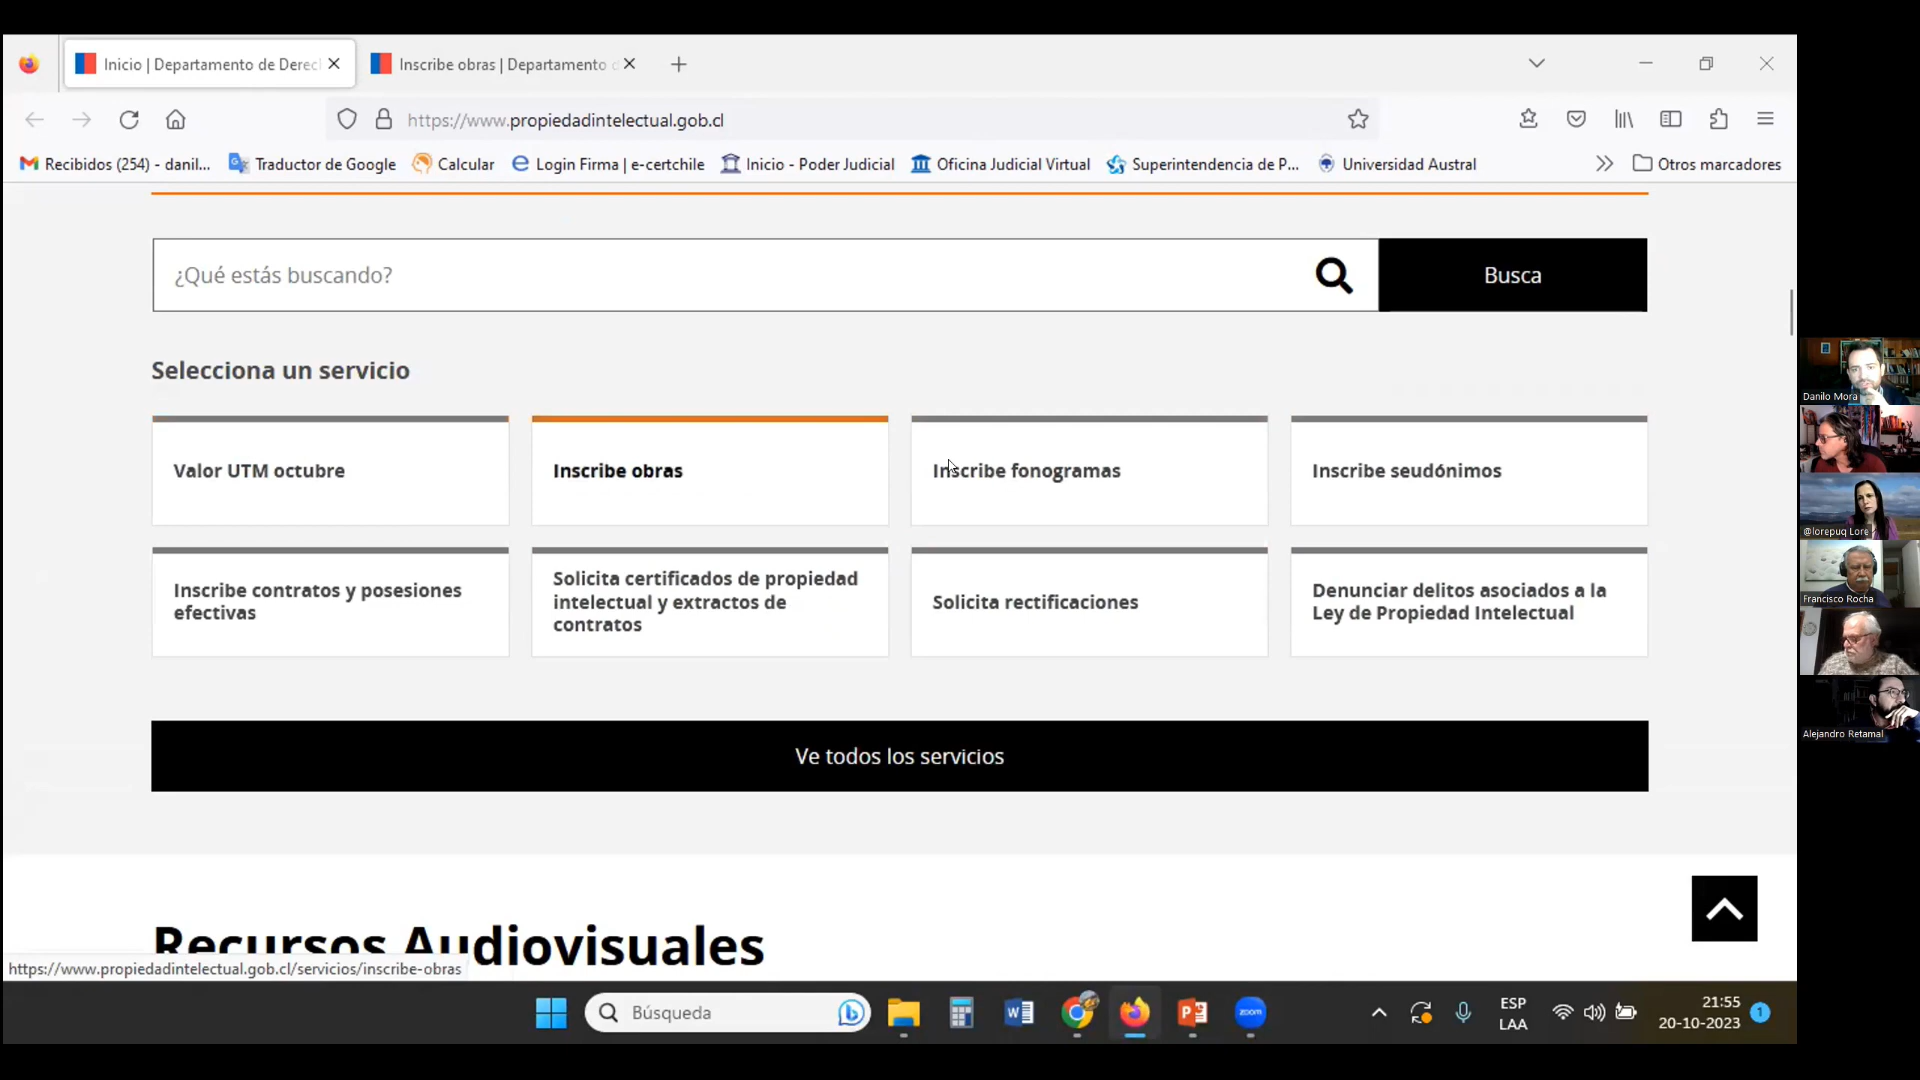 Inicio | Departamento de Derec
Inscribe obras | Departamento d
https://www.propiedadintelectual.gob.cl
Recibidos (254) - danil...
Traductor de Google
Calcular
Login Firma | e-certchile
Inicio - Poder Judicial
Oficina Judicial Virtual
Superintendencia de P...
Universidad Austral
Otros marcadores
¿Qué estás buscando?
Busca
Selecciona un servicio
Valor UTM octubre
Inscribe obras
Inscribe fonogramas
Inscribe seudónimos
Inscribe contratos y posesiones
efectivas
Solicita certificados de propiedad
intelectual y extractos de
contratos
Solicita rectificaciones
Denunciar delitos asociados a la
Ley de Propiedad Intelectual
Ve todos los servicios
Recursos Audiovisuales
https://www.propiedadintelectual.gob.cl/servicios/inscribe-obras
Danilo Mora
@lorepuq Lore
Francisco Rocha
Alejandro Retamal
Búsqueda
zoom
ESP
LAA
21:55
20-10-2023
1